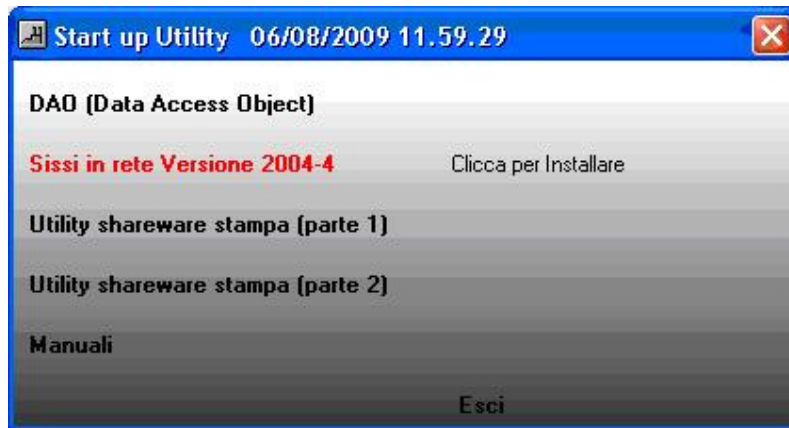 Start up Utility 06/08/2009 11.59.29
DAO (Data Access Object)
Sissi in rete Versione 2004-4 Clicca per Installare
Utility shareware stampa (parte 1)
Utility shareware stampa (parte 2)
Manuali
Esci